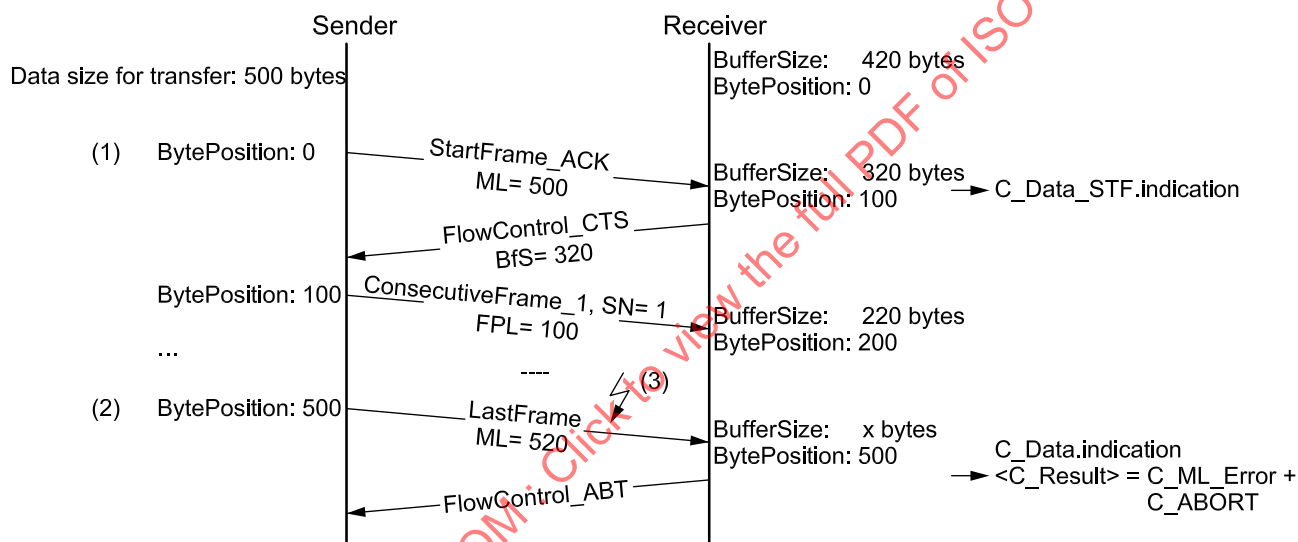 Sender
Receiver
Data size for transfer: 500 bytes
BufferSize: 420 bytes
BytePosition: 0
(1) BytePosition: 0
StartFrame_ACK
ML= 500
BufferSize: 320 bytes
BytePosition: 100
C_Data_STF.indication
FlowControl_CTS
BfS= 320
BytePosition: 100
ConsecutiveFrame_1, SN= 1
FPL= 100
BufferSize: 220 bytes
BytePosition: 200
...
----
(3)
(2) BytePosition: 500
LastFrame
ML= 520
BufferSize: x bytes
BytePosition: 500
C_Data.indication
<C_Result> = C_ML_Error +
C_ABORT
FlowControl_ABT
OM : Click to view the full PDF of ISO